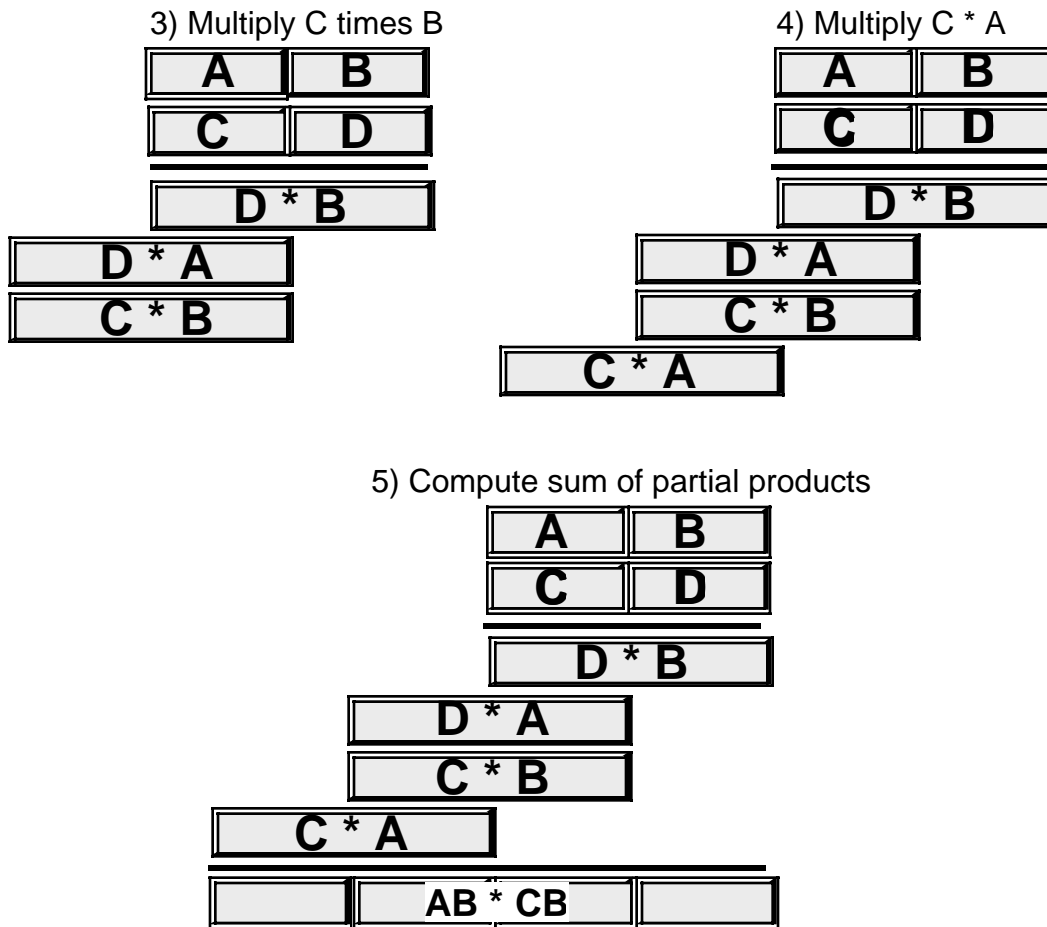 3) Multiply C times B
A B
C D
D * B
D * A
C * B
4) Multiply C * A
A B
C D
D * B
D * A
C * B
C * A
5) Compute sum of partial products
A B
C D
D * B
D * A
C * B
C * A
AB * CB